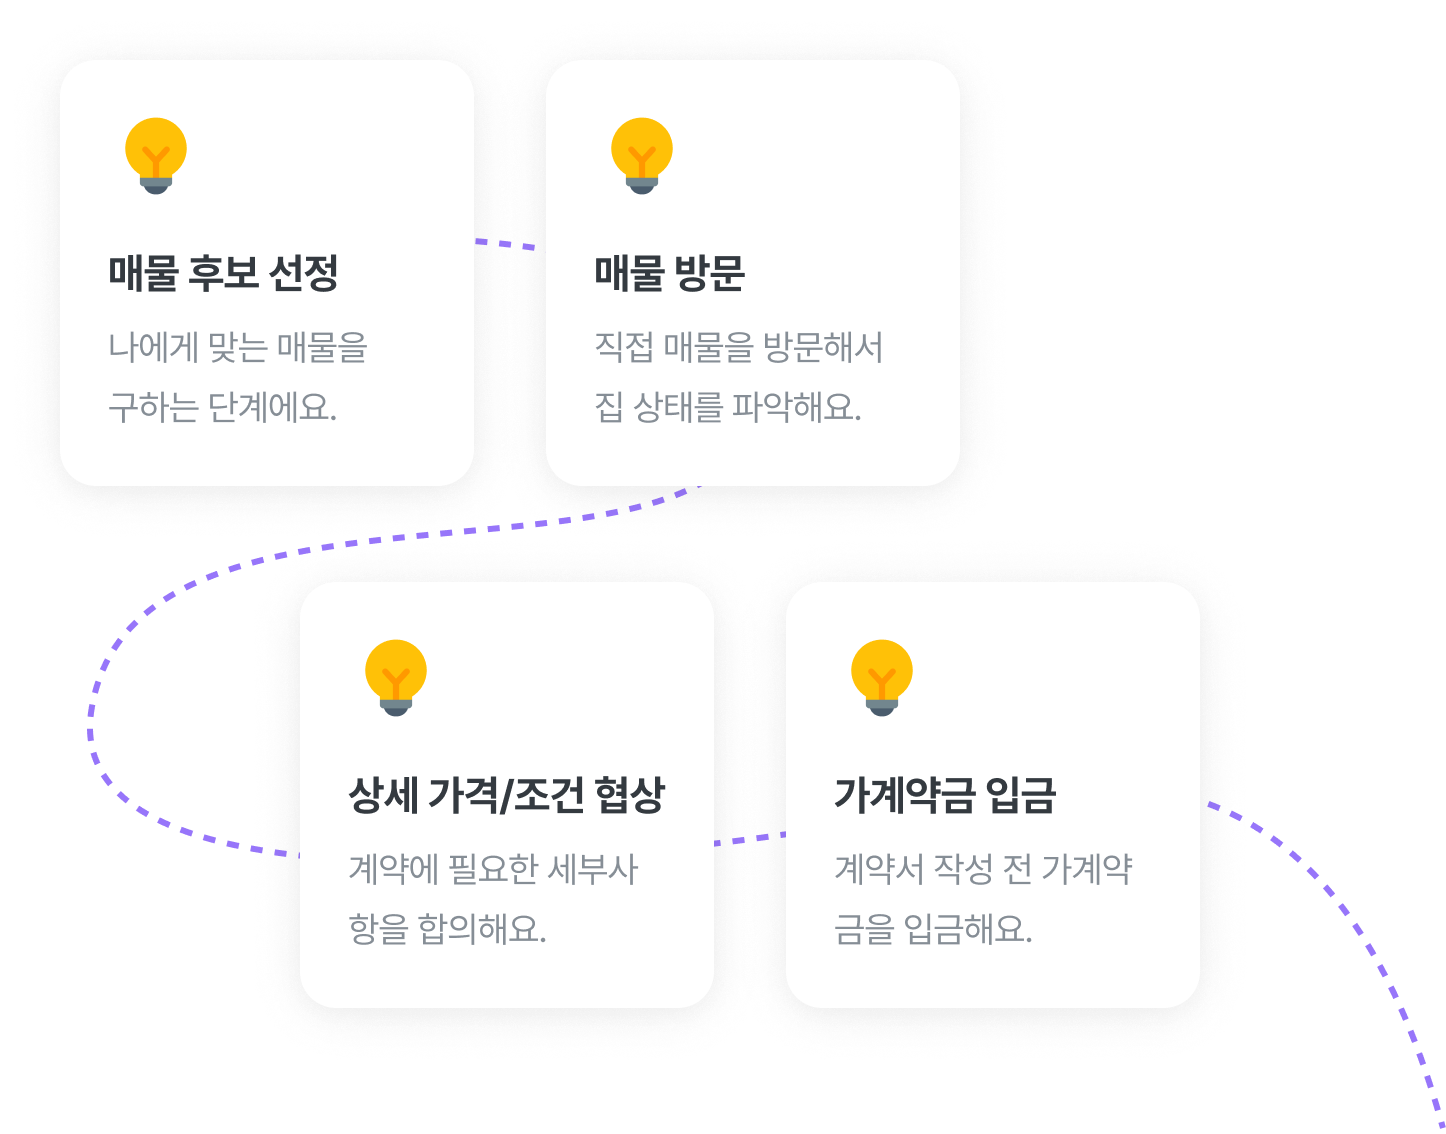 매물 후보 선정
나에게 맞는 매물을
구하는 단계에요.
매물 방문
직접 매물을 방문해서
집 상태를 파악해요.
상세 가격/조건 협상
계약에 필요한 세부사
항을 합의해요.
가계약금 입금
계약서 작성 전 가계약
금을 입금해요.